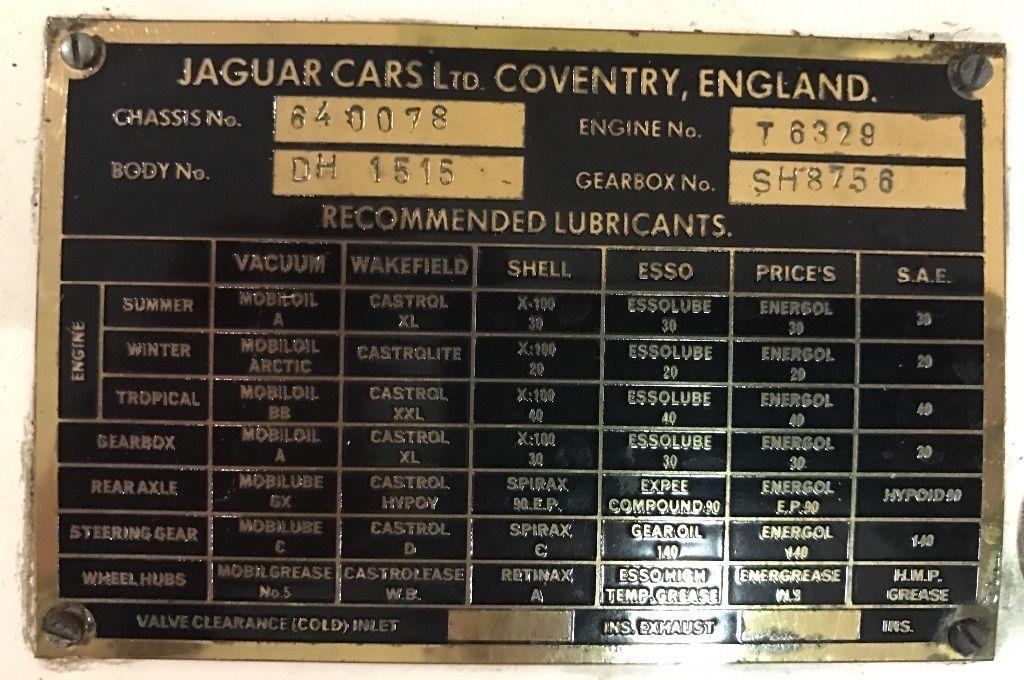 JAGUAR CARS LTD. COVENTRY, ENGLAND.
CHASSIS No. 640078 ENGINE No. T 6329
BODY No. DH 1515 GEARBOX No. SH8756
RECOMMENDED LUBRICANTS.
VACUUM WAKEFIELD SHELL ESSO PRICE'S S.A.E.
ENGINE
SUMMER MOBILOIL A CASTROL XL X-100 30 ESSOLUBE 30 ENERGOL 30 30
WINTER MOBILOIL ARCTIC CASTROLITE X-100 20 ESSOLUBE 20 ENERGOL 20 20
TROPICAL MOBILOIL BB CASTROL XXL X-100 40 ESSOLUBE 40 ENERGOL 40 40
GEARBOX MOBILOIL A CASTROL XL X-100 30 ESSOLUBE 30 ENERGOL 30 30
REAR AXLE MOBILUBE GX CASTROL HYPOY SPIRAX 90.E.P. EXPEE COMPOUND 90 ENERGOL E.P.90 HYPOID 90
STEERING GEAR MOBILUBE C CASTROL D SPIRAX C GEAR OIL 140 ENERGOL 140 140
WHEEL HUBS MOBILGREASE No.5 CASTROLEASE W.B. RETINAX A ESSO HIGH TEMP. GREASE ENERGREASE N.3 H.M.P. GREASE
VALVE CLEARANCE (COLD) INLET INS. EXHAUST INS.